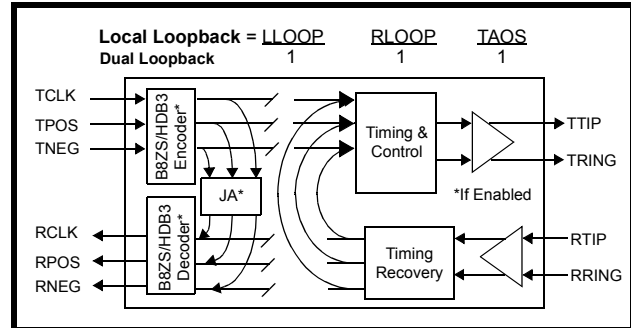 Local Loopback = LLOOP RLOOP TAOS
Dual Loopback 1 1 1
TCLK
TPOS
TNEG
B8ZS/HDB3
Encoder*
Timing &
Control
TTIP
TRING
JA*
*If Enabled
RCLK
RPOS
RNEG
B8ZS/HDB3
Decoder*
Timing
Recovery
RTIP
RRING